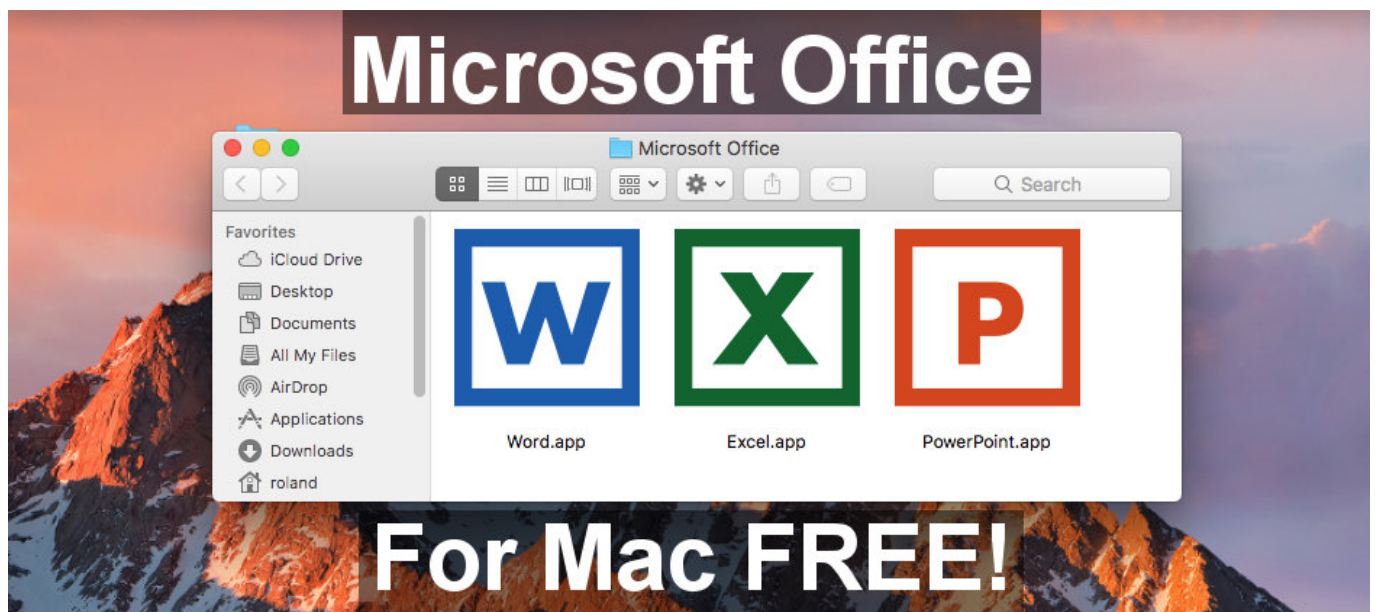 Microsoft Office
Microsoft Office
Search
Favorites
iCloud Drive
Desktop
Documents
All My Files
AirDrop
Applications
Downloads
roland
W X P
Word.app Excel.app PowerPoint.app
For Mac FREE!